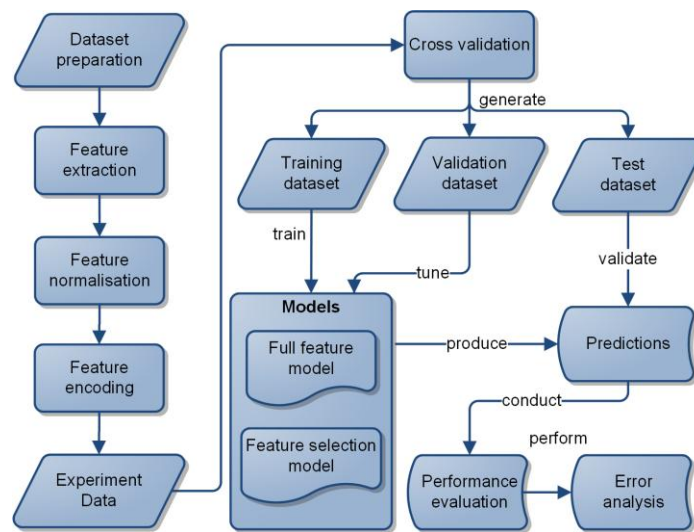 Dataset
preparation
Feature
extraction
Feature
normalisation
Feature
encoding
Experiment
Data
Cross validation
generate
Training
dataset
Validation
dataset
Test
dataset
train
tune
validate
Models
Full feature
model
Feature selection
model
produce
Predictions
conduct
perform
Performance
evaluation
Error
analysis